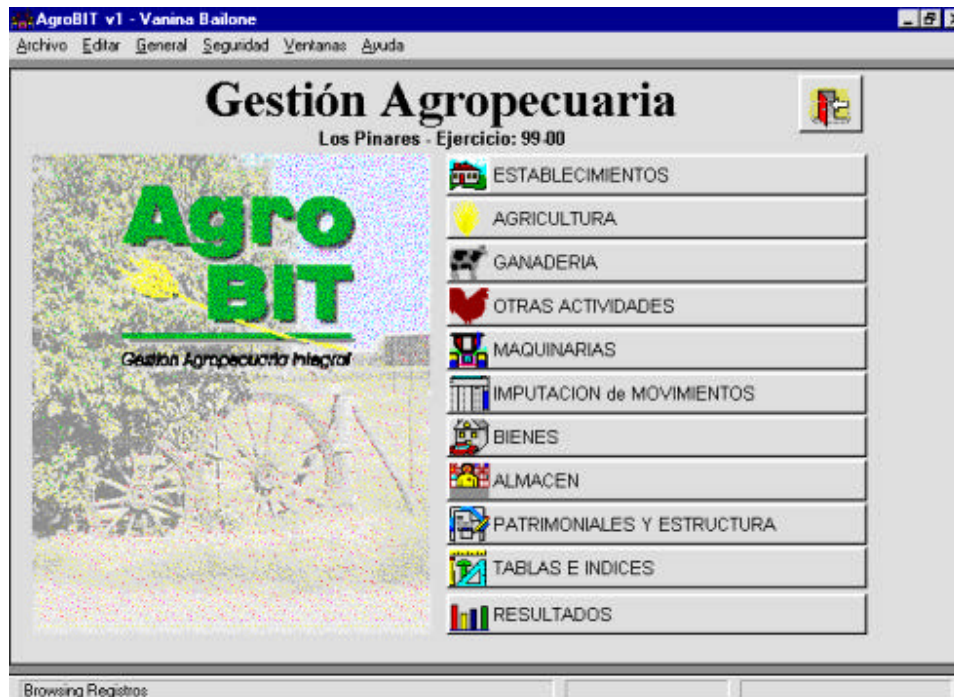 AgroBIT v1 - Vanina Bailone
Archivo Editar General Seguridad Ventanas Ayuda
Gestión Agropecuaria
Los Pinares - Ejercicio: 99-00
Agro
BIT
Gestión Agropecuaria Integral
ESTABLECIMIENTOS
AGRICULTURA
GANADERIA
OTRAS ACTIVIDADES
MAQUINARIAS
IMPUTACION de MOVIMIENTOS
BIENES
ALMACEN
PATRIMONIALES Y ESTRUCTURA
TABLAS E INDICES
RESULTADOS
Browsing Registros